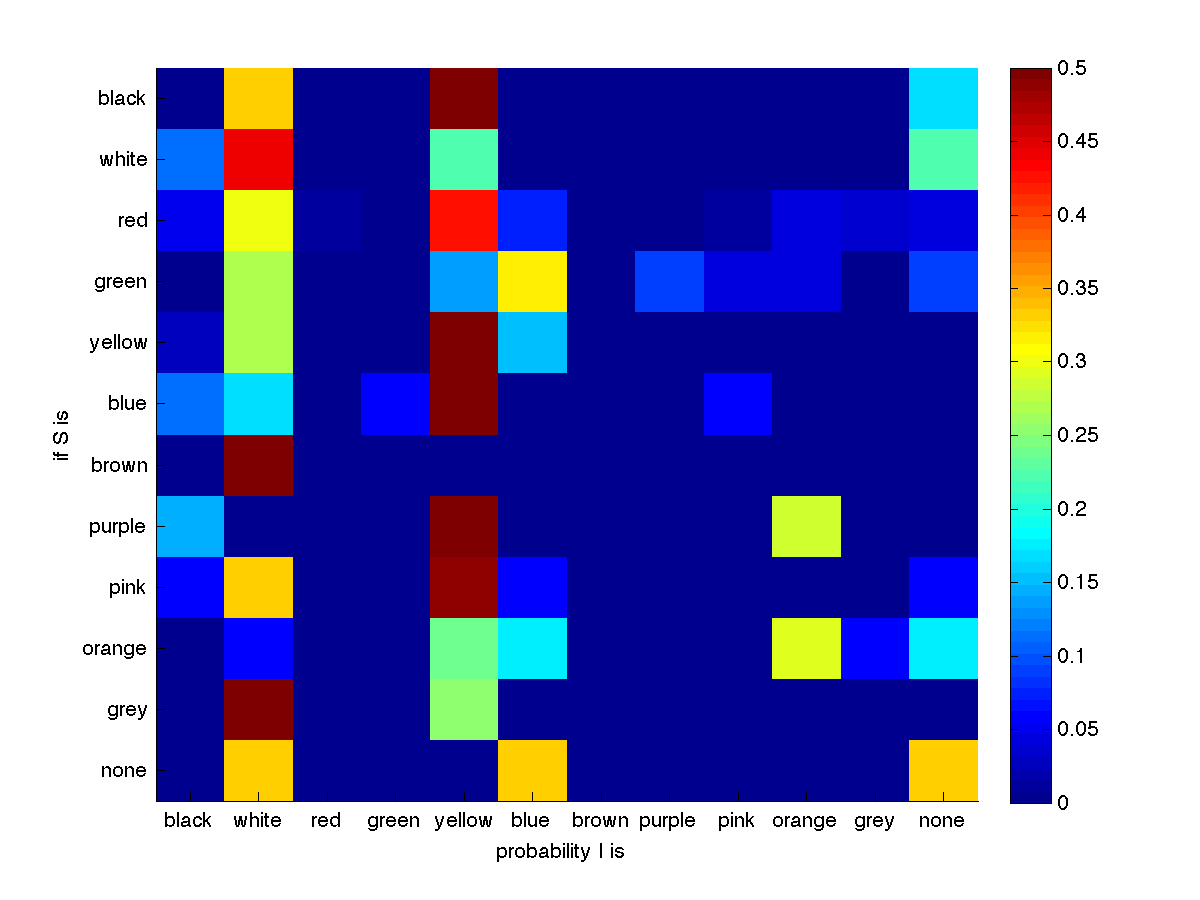 black
white
red
green
yellow
blue
brown
purple
pink
orange
grey
none
if S is
black white red green yellow blue brown purple pink orange grey none
probability I is
0.5
0.45
0.4
0.35
0.3
0.25
0.2
0.15
0.1
0.05
0